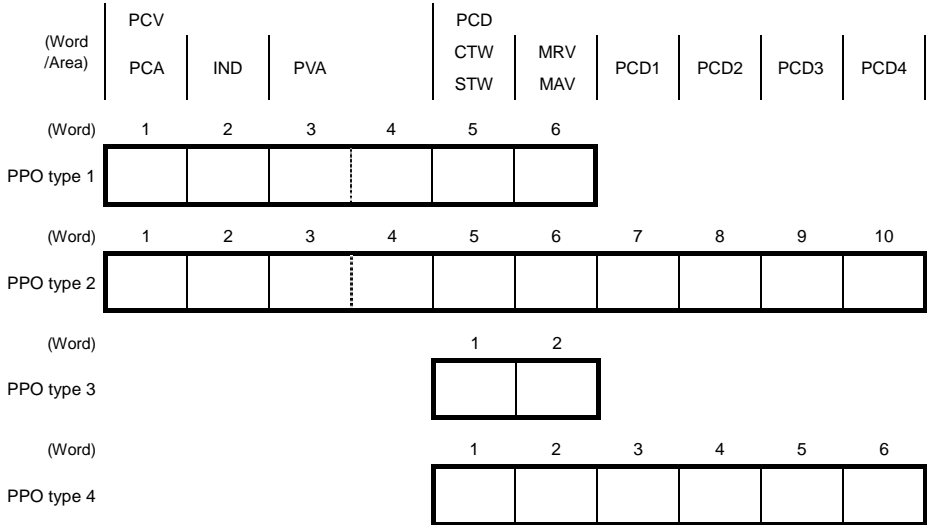 PCV PCD
(Word
/Area) PCA IND PVA CTW
STW MRV
MAV PCD1 PCD2 PCD3 PCD4
(Word) 1 2 3 4 5 6
PPO type 1
(Word) 1 2 3 4 5 6 7 8 9 10
PPO type 2
(Word) 1 2
PPO type 3
(Word) 1 2 3 4 5 6
PPO type 4